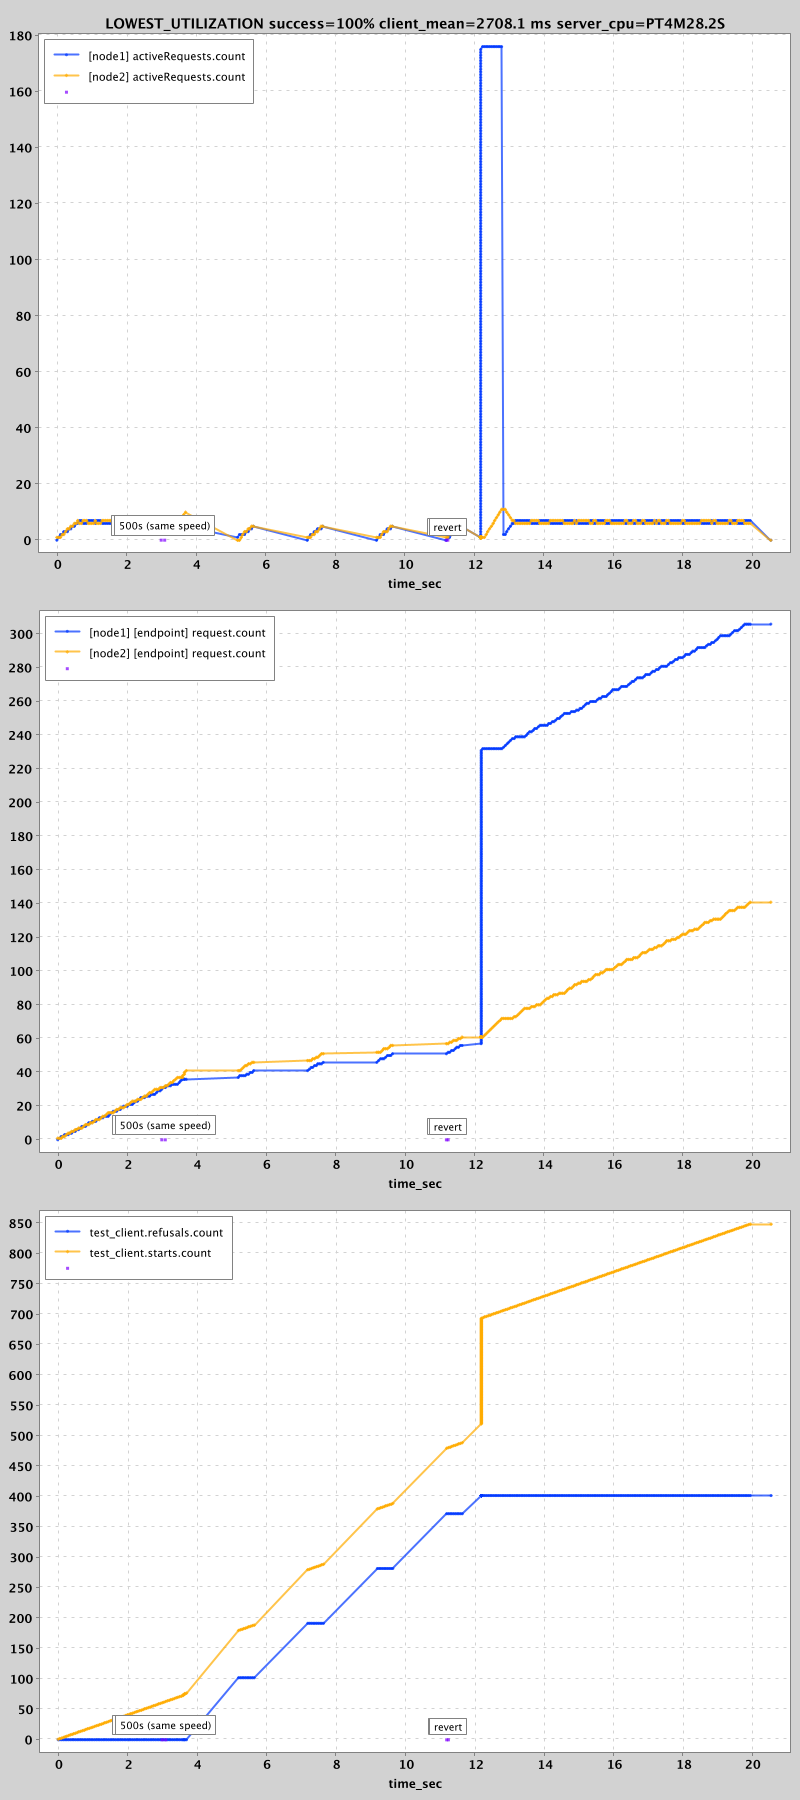 LOWEST_UTILIZATION success=100% client_mean=2708.1 ms server_cpu=PT4M28.2S
180
160
140
120
100
80
60
40
20
0
[node1] activeRequests.count
[node2] activeRequests.count
500s (same speed)
revert
0 2 4 6 8 10 12 14 16 18 20
time_sec
300
280
260
240
220
200
180
160
140
120
100
80
60
40
20
0
[node1] [endpoint] request.count
[node2] [endpoint] request.count
500s (same speed)
revert
0 2 4 6 8 10 12 14 16 18 20
time_sec
850
800
750
700
650
600
550
500
450
400
350
300
250
200
150
100
50
0
test_client.refusals.count
test_client.starts.count
500s (same speed)
revert
0 2 4 6 8 10 12 14 16 18 20
time_sec